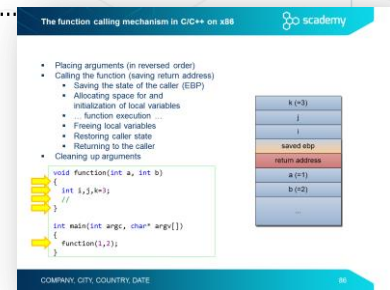 The function calling mechanism in C/C++ on x86
scademy
Placing arguments (in reversed order)
Calling the function (saving return address)
Saving the state of the caller (EBP)
Allocating space for and
initialization of local variables
... function execution ...
Freeing local variables
Restoring caller state
Returning to the caller
Cleaning up arguments
void function(int a, int b)
{
int i,j,k=3;
//
}
int main(int argc, char* argv[])
{
function(1,2);
}
k (=3)
j
i
saved ebp
return address
a (=1)
b (=2)
...
COMPANY, CITY, COUNTRY, DATE
86